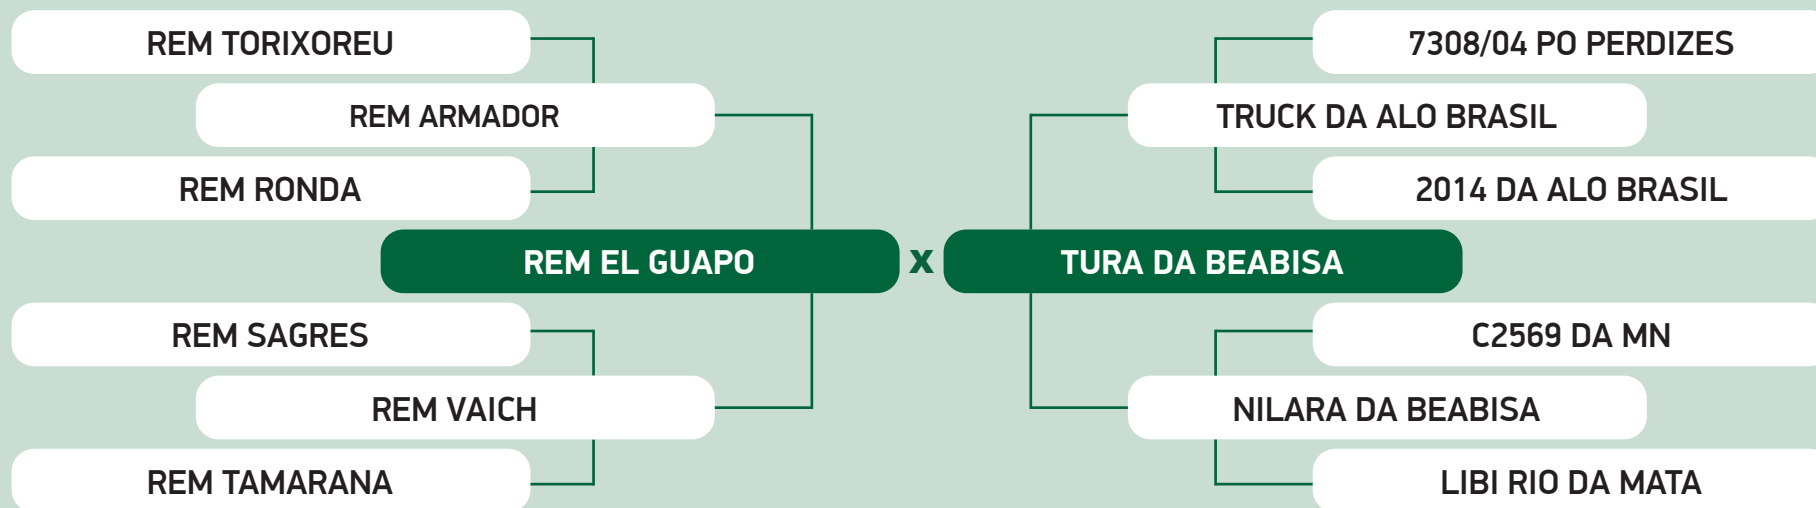 REM TORIXOREU
7308/04 PO PERDIZES
REM ARMADOR
TRUCK DA ALO BRASIL
REM RONDA
2014 DA ALO BRASIL
REM EL GUAPO X TURA DA BEABISA
REM SAGRES
C2569 DA MN
REM VAICH
NILARA DA BEABISA
REM TAMARANA
LIBI RIO DA MATA